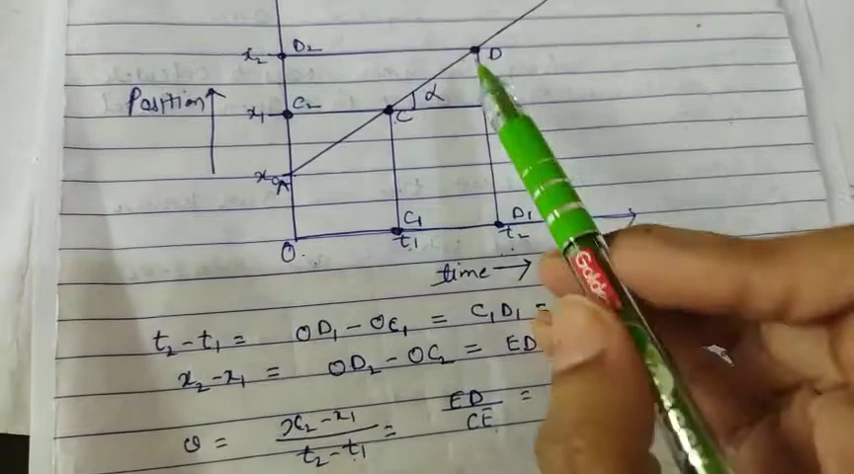 x₂ D₂ D
Position x₁ C₂ C α
x₀ A
O C₁ t₁ D₁ t₂
time →
t₂-t₁ = OD₁-OC₁ = C₁D₁ =
x₂-x₁ = OD₂-OC₂ = ED
v = x₂-x₁ / t₂-t₁ = ED / CE =
Gold